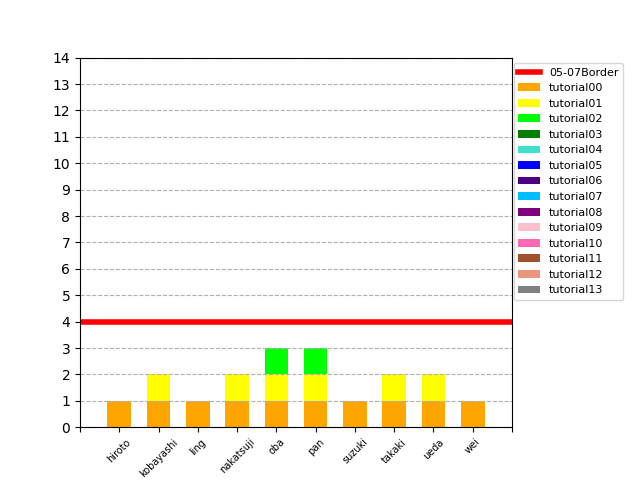 14
13
12
11
10
9
8
7
6
5
4
3
2
1
0
hiroto
kobayashi
ling
nakatsuji
oba
pan
suzuki
takaki
ueda
wei
05-07Border
tutorial00
tutorial01
tutorial02
tutorial03
tutorial04
tutorial05
tutorial06
tutorial07
tutorial08
tutorial09
tutorial10
tutorial11
tutorial12
tutorial13